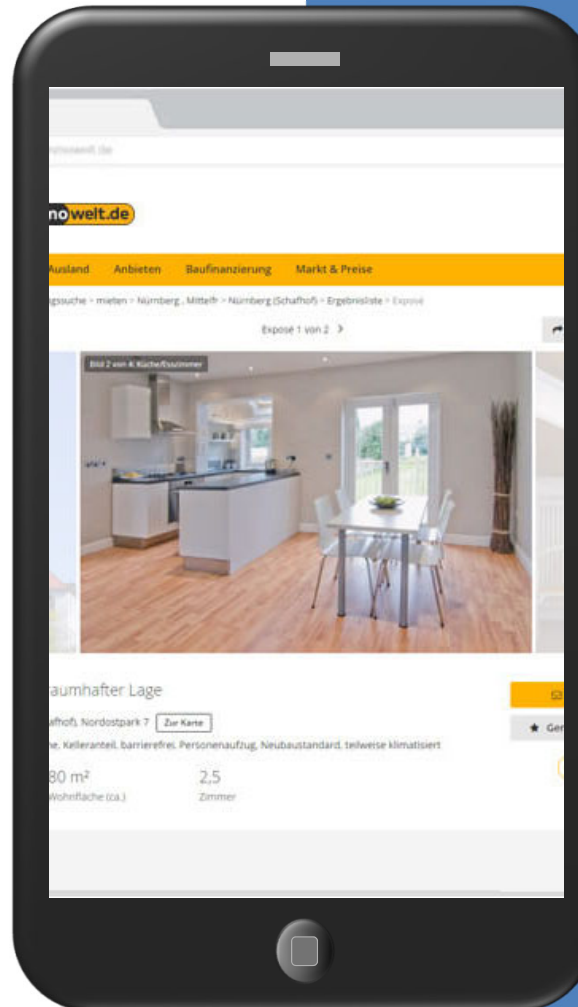 nowelt.de
Ausland Anbieten Baufinanzierung Markt & Preise
gssuche > mieten > Nürnberg , Mittelfr > Nürnberg (Schafhof) > Ergebnisliste > Exposé
Exposé 1 von 2 >
Bild 2 von 4: Küche/Esszimmer
aumhafter Lage
afhof), Nordostpark 7 Zur Karte
ne, Kelleranteil, barrierefrei, Personenaufzug, Neubaustandard, teilweise klimatisiert
80 m² 2,5
Wohnfläche (ca.) Zimmer